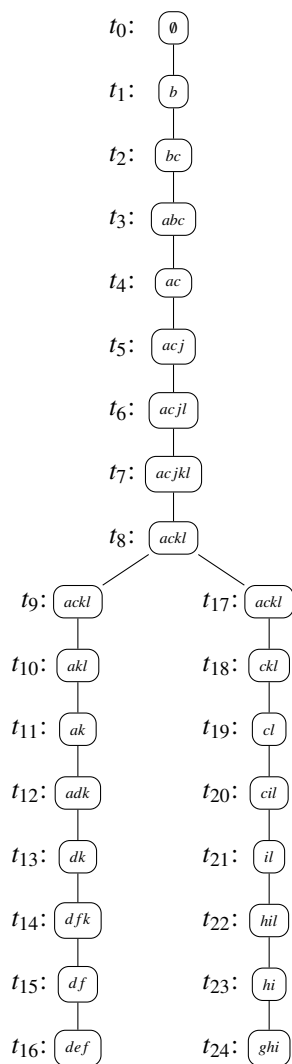 t0: ∅
t1: b
t2: bc
t3: abc
t4: ac
t5: acj
t6: acjl
t7: acjkl
t8: ackl
t9: ackl t17: ackl
t10: akl t18: ckl
t11: ak t19: cl
t12: adk t20: cil
t13: dk t21: il
t14: dfk t22: hil
t15: df t23: hi
t16: def t24: ghi